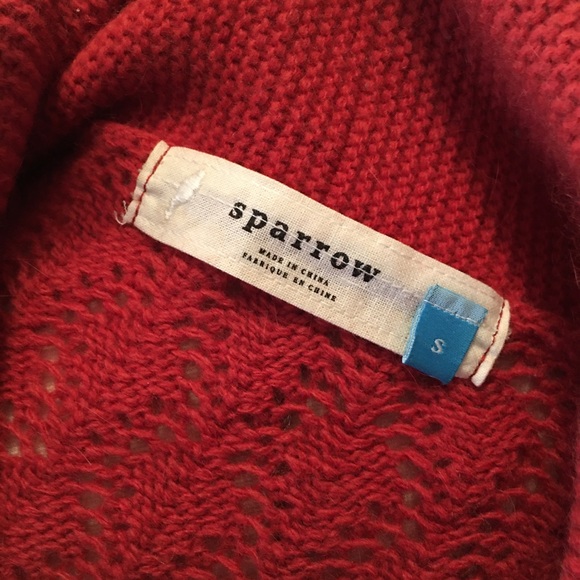 sparrow
MADE IN CHINA
FABRIQUE EN CHINE
S